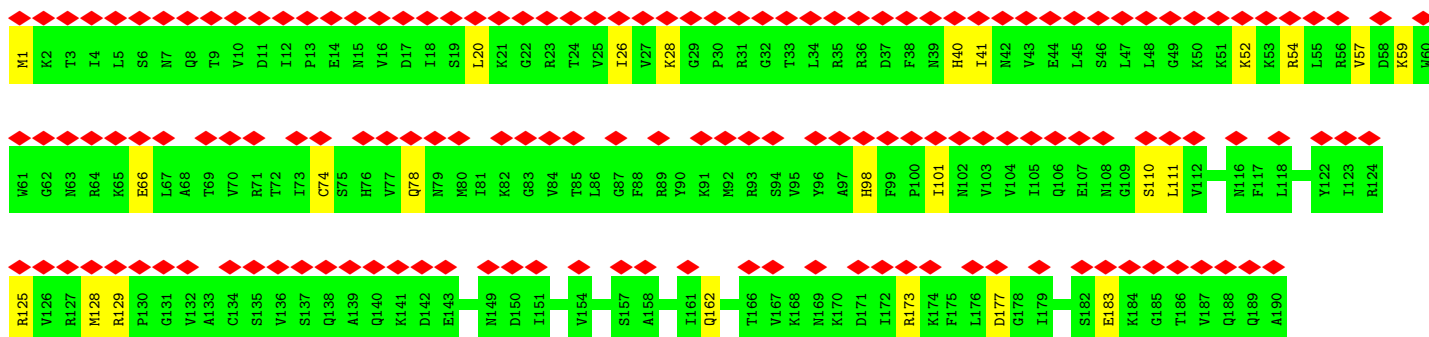 M1 K2 T3 I4 L5 S6 N7 Q8 T9 V10 D11 I12 P13 E14 N15 V16 D17 I18 S19 L20 K21 G22 R23 T24 V25 I26 V27 K28 G29 P30 R31 G32 T33 L34 R35 R36 D37 F38 N39 H40 I41 N42 V43 E44 L45 S46 L47 L48 G49 K50 K51 K52 K53 R54 L55 R56 V57 D58 K59 W60
W61 G62 N63 R64 K65 E66 L67 A68 T69 V70 R71 T72 I73 C74 S75 H76 V77 Q78 N79 M80 I81 K82 G83 V84 T85 L86 G87 F88 R89 Y90 K91 M92 R93 S94 V95 Y96 A97 H98 F99 P100 I101 N102 V103 V104 I105 Q106 E107 N108 G109 S110 L111 V112 N116 F117 L118 Y122 I123 R124
R125 V126 R127 M128 R129 P130 G131 V132 A133 C134 S135 V136 S137 Q138 A139 Q140 K141 D142 E143 N149 D150 I151 V154 S157 A158 I161 Q162 T166 V167 K168 N169 K170 D171 I172 R173 K174 F175 L176 D177 G178 I179 S182 E183 K184 G185 T186 V187 Q188 Q189 A190